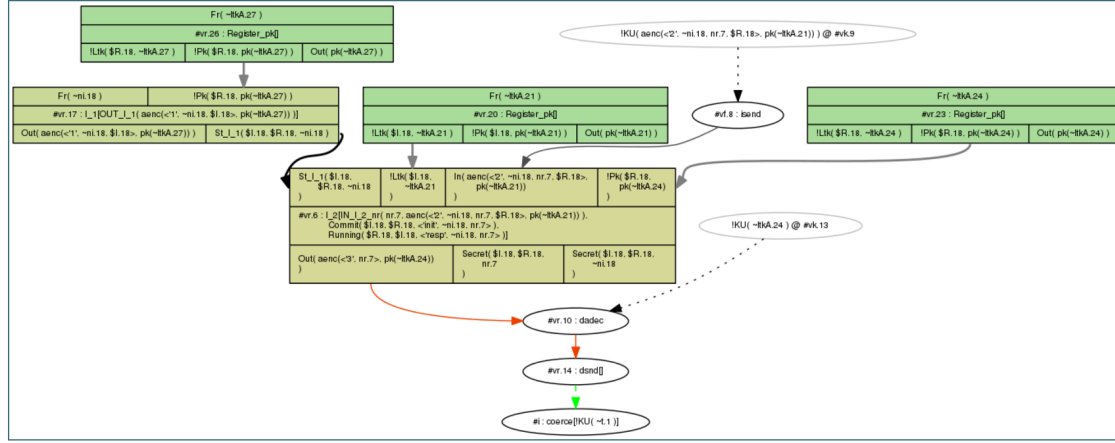 Fr( ~ltkA.27 )
#vr.26 : Register_pk[]
!Ltk( $R.18, ~ltkA.27 ) !Pk( $R.18, pk(~ltkA.27) ) Out( pk(~ltkA.27) )
!KU( aenc(<'2', ~ni.18, nr.7, $R.18>, pk(~ltkA.21)) ) @ #vk.9
Fr( ~ni.18 ) !Pk( $R.18, pk(~ltkA.27) )
#vr.17 : I_1[OUT_I_1( aenc(<'1', ~ni.18, $I.18>, pk(~ltkA.27)) )]
Out( aenc(<'1', ~ni.18, $I.18>, pk(~ltkA.27)) ) St_I_1( $I.18, $R.18, ~ni.18 )
Fr( ~ltkA.21 )
#vr.20 : Register_pk[]
!Ltk( $I.18, ~ltkA.21 ) !Pk( $I.18, pk(~ltkA.21) ) Out( pk(~ltkA.21) )
#vf.8 : isend
Fr( ~ltkA.24 )
#vr.23 : Register_pk[]
!Ltk( $R.18, ~ltkA.24 ) !Pk( $R.18, pk(~ltkA.24) ) Out( pk(~ltkA.24) )
St_I_1( $I.18, !Ltk( $I.18, In( aenc(<'2', ~ni.18, nr.7, $R.18>, !Pk( $R.18,
$R.18, ~ni.18 ~ltkA.21 pk(~ltkA.21)) pk(~ltkA.24)
) ) ) )
#vr.6 : I_2[IN_I_2_nr( nr.7, aenc(<'2', ~ni.18, nr.7, $R.18>, pk(~ltkA.21)) ),
Commit( $I.18, $R.18, <'init', ~ni.18, nr.7> ),
Running( $R.18, $I.18, <'resp', ~ni.18, nr.7> )]
Out( aenc(<'3', nr.7>, pk(~ltkA.24)) Secret( $I.18, $R.18, Secret( $I.18, $R.18,
) nr.7 ~ni.18
) )
!KU( ~ltkA.24 ) @ #vk.13
#vr.10 : dadec
#vr.14 : dsnd[]
#i : coerce[!KU( ~t.1 )]